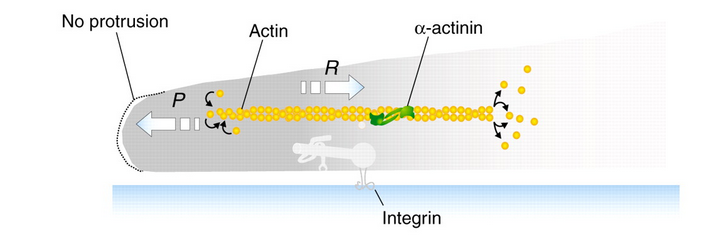 No protrusion
Actin
α-actinin
R
P
Integrin